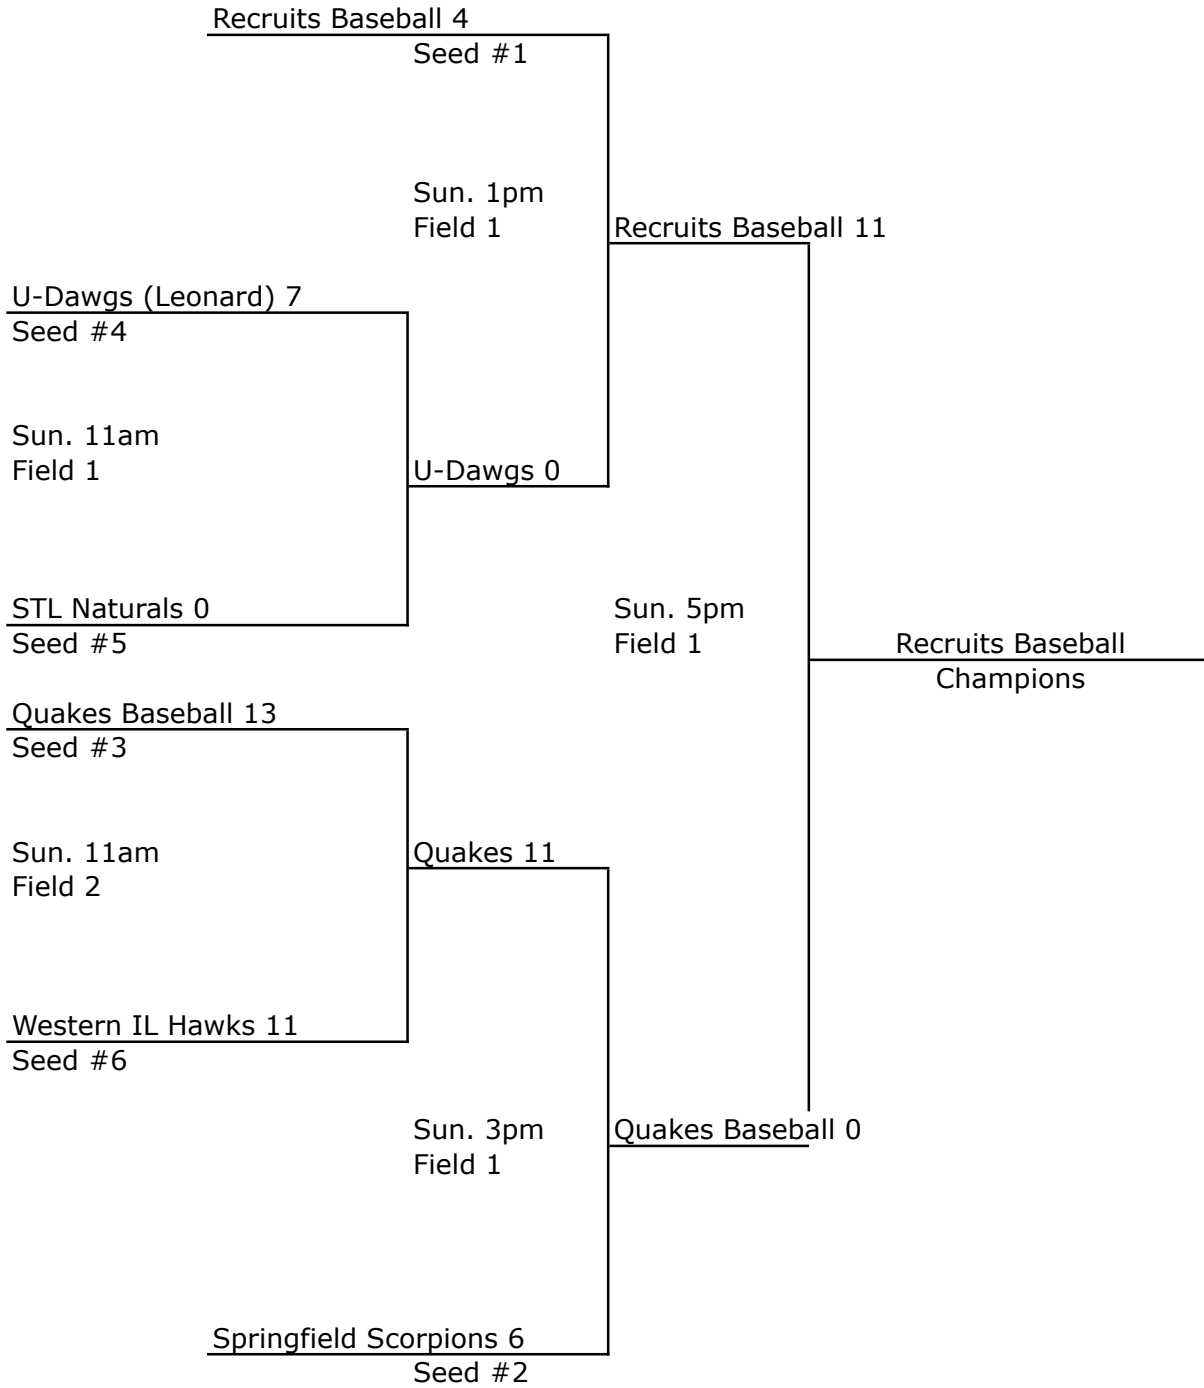 Recruits Baseball 4
Seed #1
Sun. 1pm
Field 1
Recruits Baseball 11
U-Dawgs (Leonard) 7
Seed #4
Sun. 11am
Field 1
U-Dawgs 0
STL Naturals 0
Seed #5
Sun. 5pm
Field 1
Recruits Baseball
Champions
Quakes Baseball 13
Seed #3
Sun. 11am
Field 2
Quakes 11
Western IL Hawks 11
Seed #6
Sun. 3pm
Field 1
Quakes Baseball 0
Springfield Scorpions 6
Seed #2